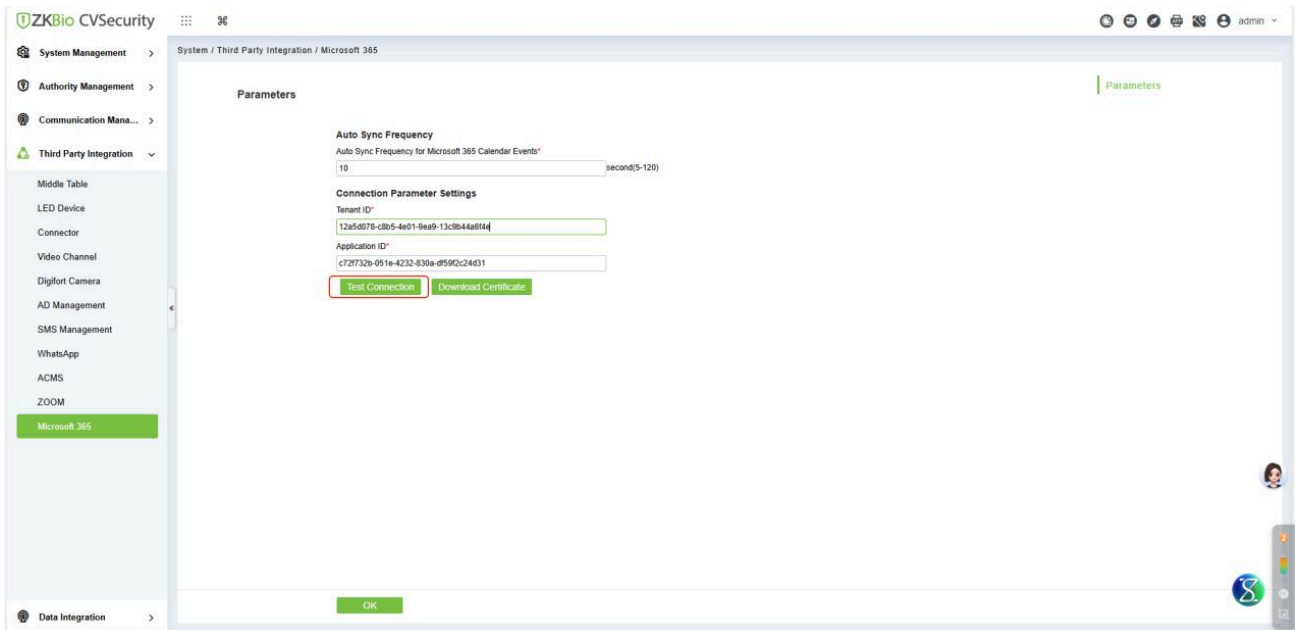 ZKBio CVSecurity
admin
System Management
System / Third Party Integration / Microsoft 365
Authority Management
Parameters
Parameters
Communication Mana...
Auto Sync Frequency
Third Party Integration
Auto Sync Frequency for Microsoft 365 Calendar Events*
10
second(5-120)
Middle Table
Connection Parameter Settings
LED Device
Tenant ID*
12a5d078-c8b5-4e01-9ea9-13c9b44a6f4e
Connector
Application ID*
Video Channel
c72f732b-051e-4232-830a-df59f2c24d31
Digifort Camera
Test Connection
Download Certificate
AD Management
SMS Management
WhatsApp
ACMS
ZOOM
Microsoft 365
OK
Data Integration